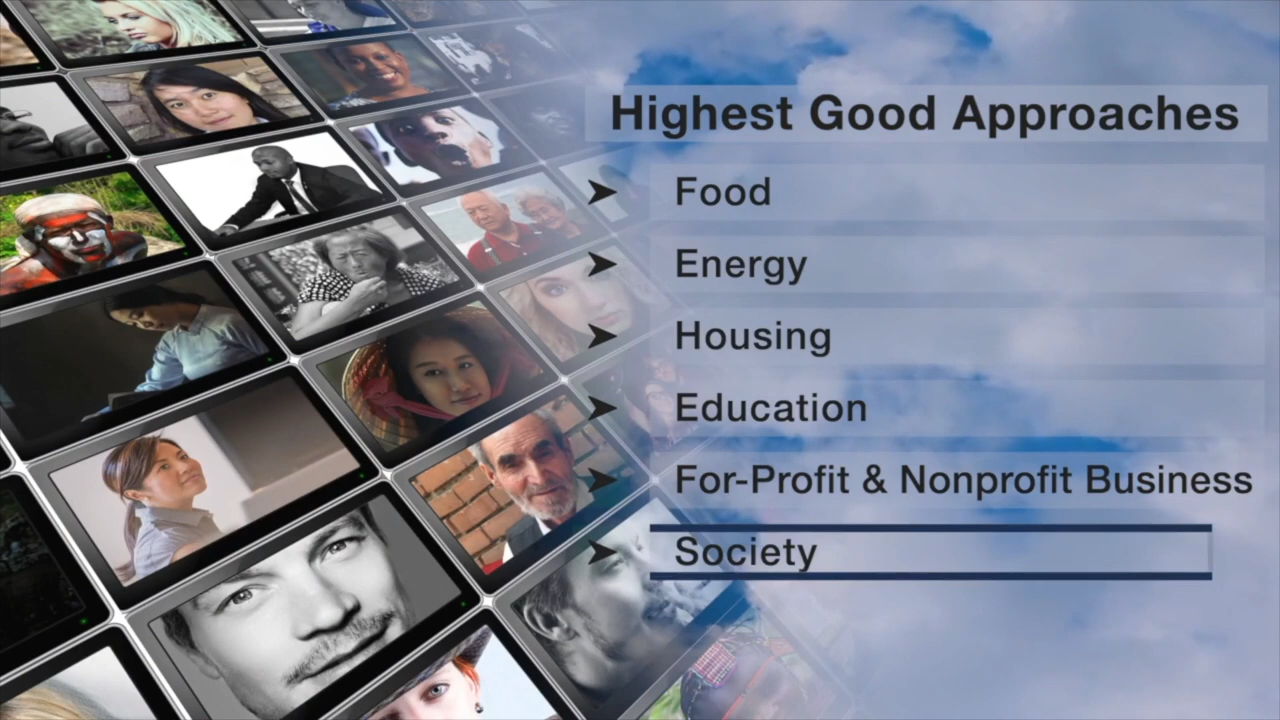 Highest Good Approaches
Food
Energy
Housing
Education
For-Profit & Nonprofit Business
Society